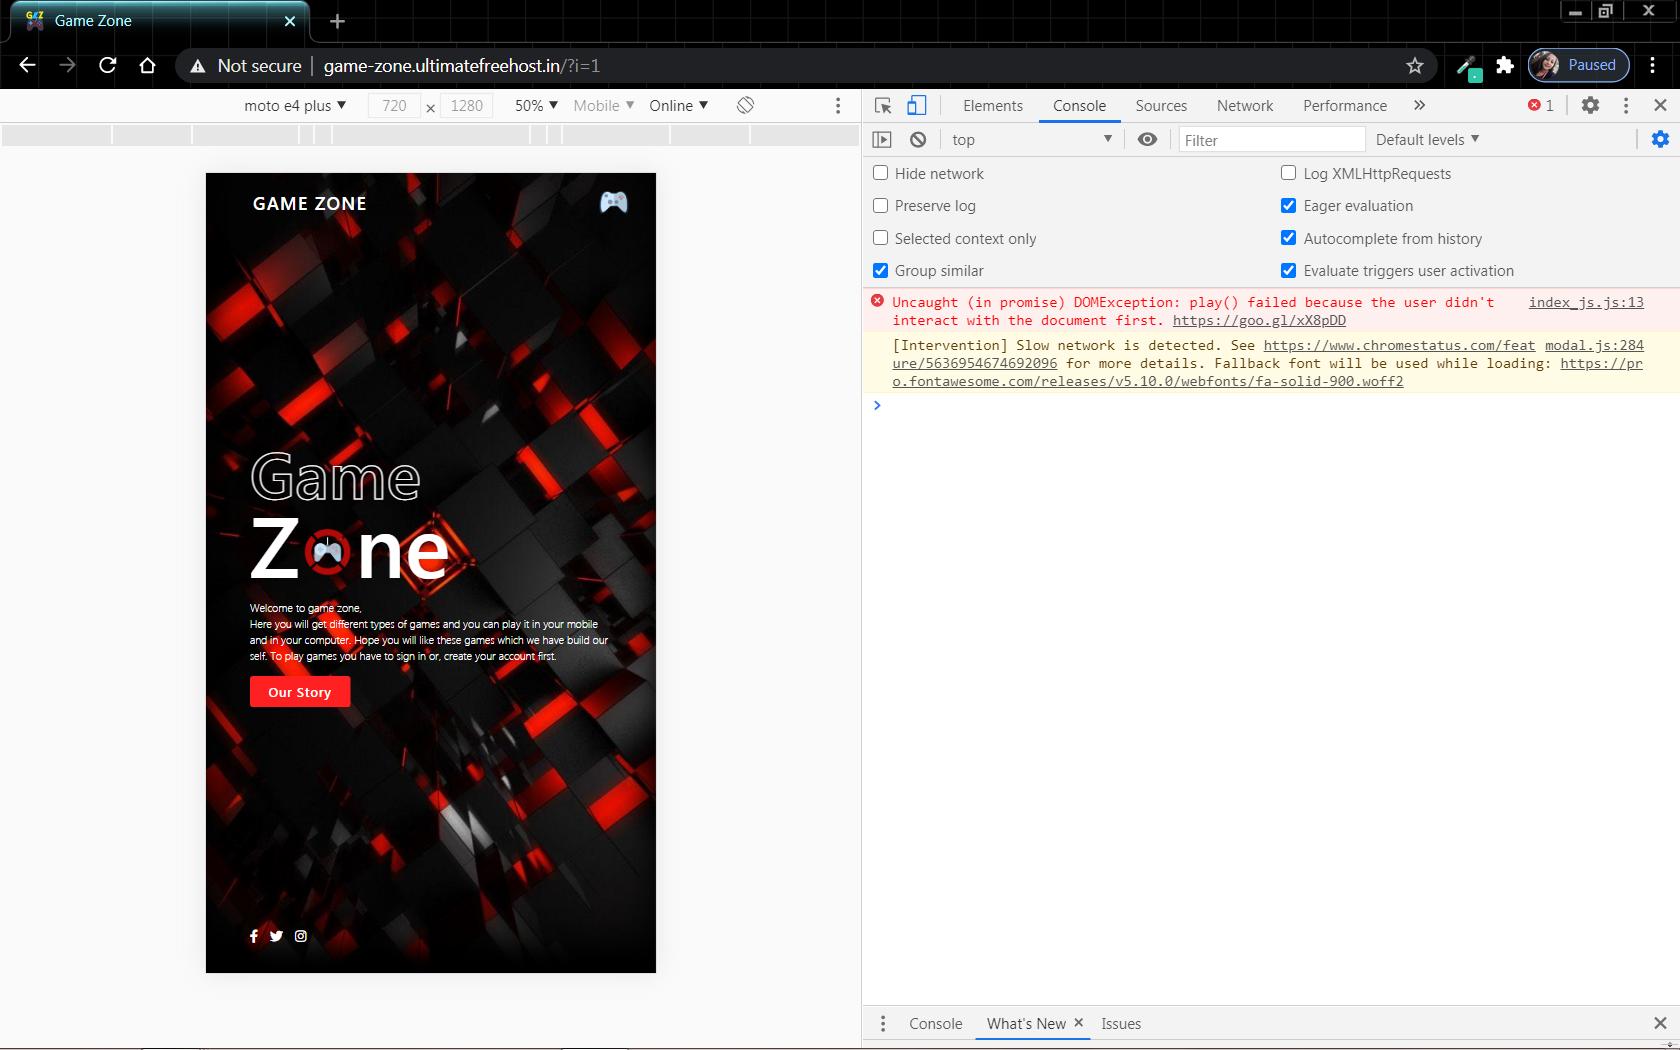 Game Zone
Not secure
game-zone.ultimatefreehost.in/?i=1
Paused
moto e4 plus
720
×
1280
50%
Mobile
Online
GAME ZONE
Game
Zone
Welcome to game zone,
Here you will get different types of games and you can play it in your mobile
and in your computer. Hope you will like these games which we have build our
self. To play games you have to sign in or, create your account first.
Our Story
Elements
Console
Sources
Network
Performance
»
1
top
Filter
Default levels
Hide network
Log XMLHttpRequests
Preserve log
Eager evaluation
Selected context only
Autocomplete from history
Group similar
Evaluate triggers user activation
Uncaught (in promise) DOMException: play() failed because the user didn't
index_js.js:13
interact with the document first. https://goo.gl/xX8pDD
[Intervention] Slow network is detected. See https://www.chromestatus.com/feat
modal.js:284
ure/5636954674692096 for more details. Fallback font will be used while loading: https://pr
o.fontawesome.com/releases/v5.10.0/webfonts/fa-solid-900.woff2
Console
What's New
Issues